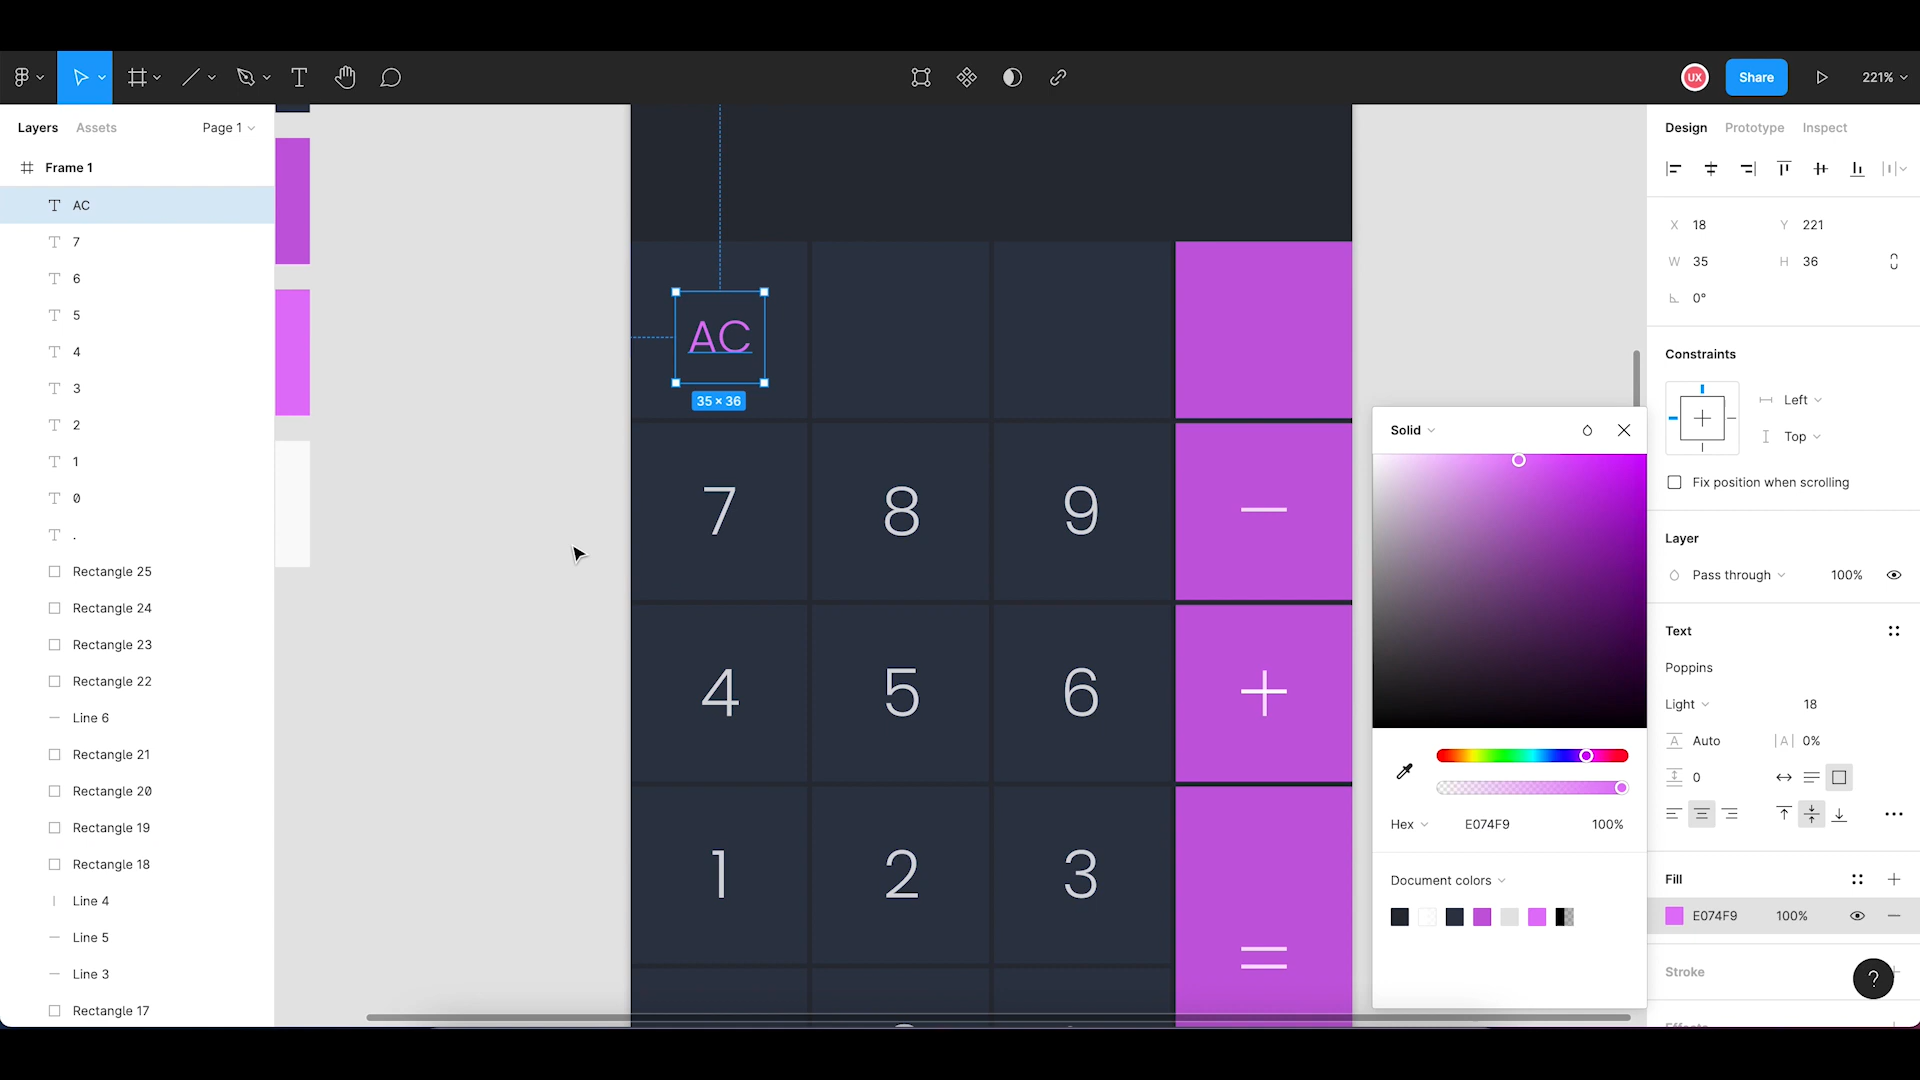 UX
Share
221%
Layers
Assets
Page 1
Frame 1
AC
7
6
5
4
3
2
1
0
.
Rectangle 25
Rectangle 24
Rectangle 23
Rectangle 22
Line 6
Rectangle 21
Rectangle 20
Rectangle 19
Rectangle 18
Line 4
Line 5
Line 3
Rectangle 17
AC
35 × 36
7
8
9
−
4
5
6
+
1
2
3
=
Solid
Hex
E074F9
100%
Document colors
Design
Prototype
Inspect
X 18
Y 221
W 35
H 36
0°
Constraints
Left
Top
Fix position when scrolling
Layer
Pass through
100%
Text
Poppins
Light
18
A Auto
|A| 0%
0
Fill
E074F9
100%
Stroke
?